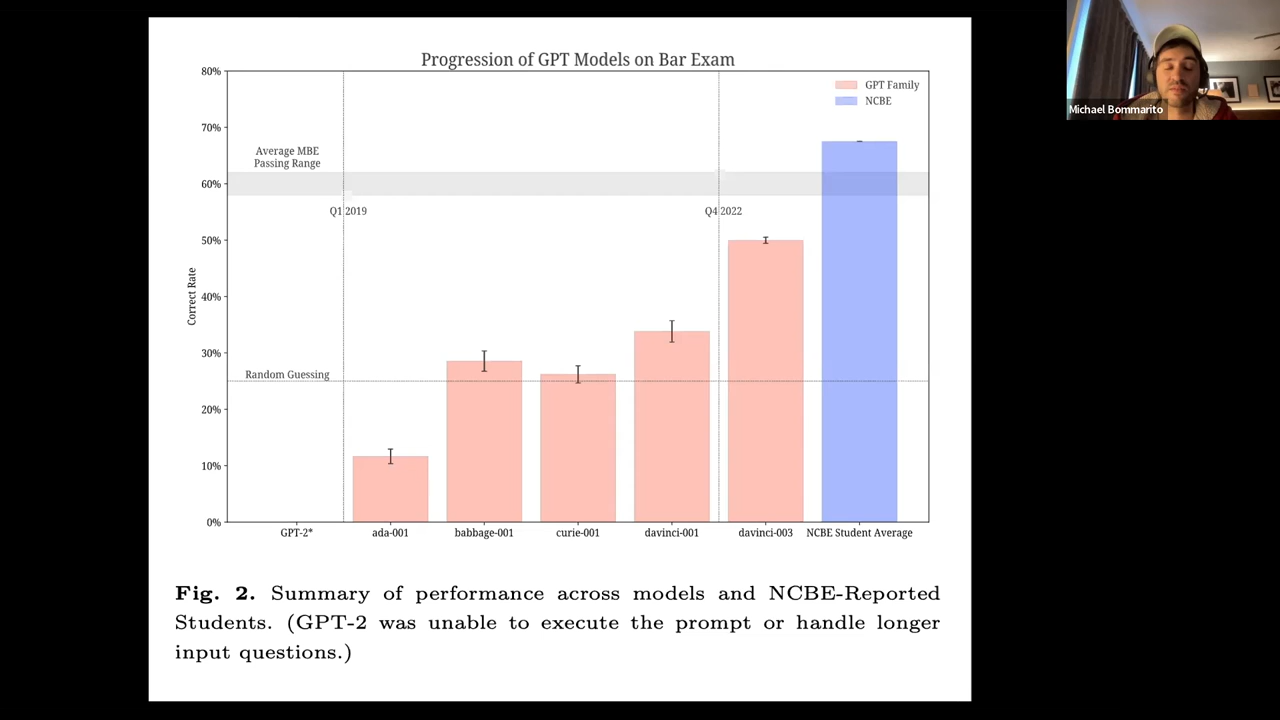 Progression of GPT Models on Bar Exam
80%
70%
60%
50%
40%
30%
20%
10%
0%
Correct Rate
GPT Family
NCBE
Average MBE
Passing Range
Q1 2019
Q4 2022
Random Guessing
GPT-2*
ada-001
babbage-001
curie-001
davinci-001
davinci-003
NCBE Student Average
Fig. 2. Summary of performance across models and NCBE-Reported
Students. (GPT-2 was unable to execute the prompt or handle longer
input questions.)
Michael Bommarito